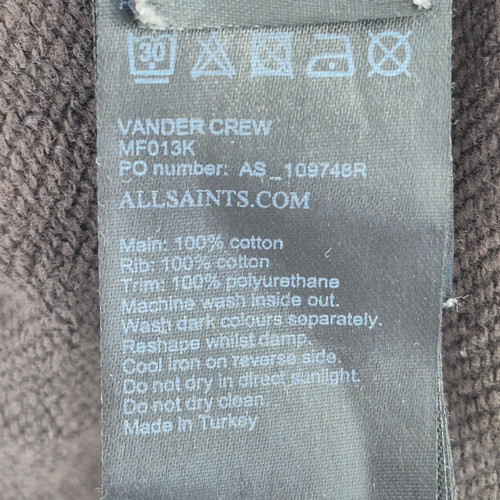 30
VANDER CREW
MF013K
PO number: AS_109748R
ALLSAINTS.COM
Main: 100% cotton
Rib: 100% cotton
Trim: 100% polyurethane
Machine wash inside out.
Wash dark colours separately.
Reshape whilst damp.
Cool iron on reverse side.
Do not dry in direct sunlight.
Do not dry clean.
Made in Turkey